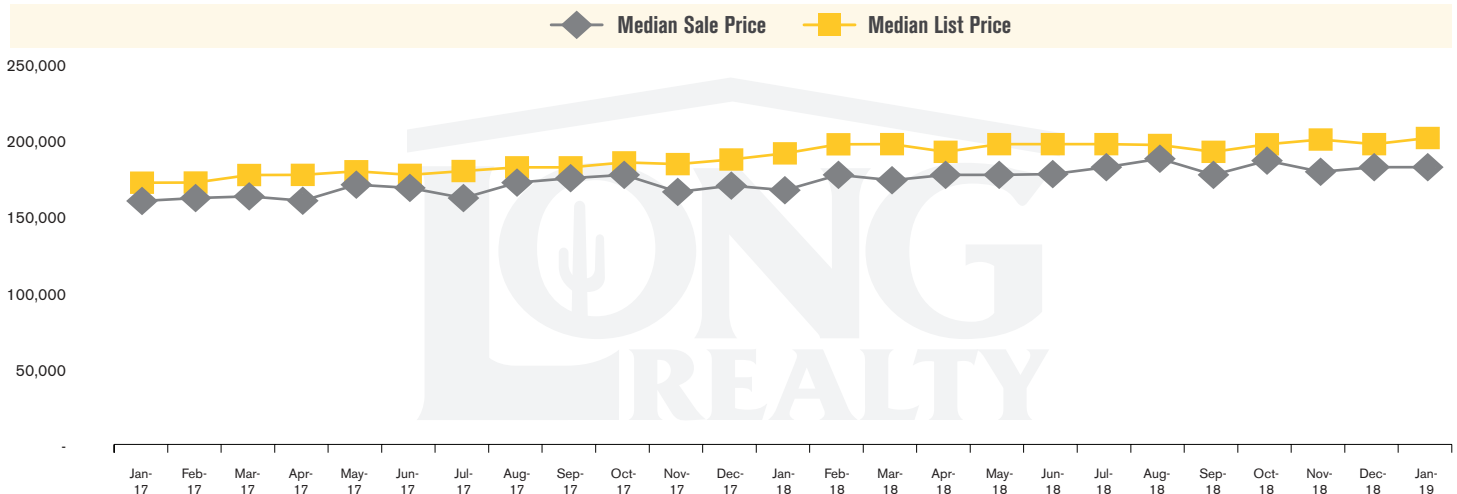 Median Sale Price Median List Price
250,000
200,000
150,000
100,000
50,000
-
LONG
REALTY
Jan-17 Feb-17 Mar-17 Apr-17 May-17 Jun-17 Jul-17 Aug-17 Sep-17 Oct-17 Nov-17 Dec-17 Jan-18 Feb-18 Mar-18 Apr-18 May-18 Jun-18 Jul-18 Aug-18 Sep-18 Oct-18 Nov-18 Dec-18 Jan-19